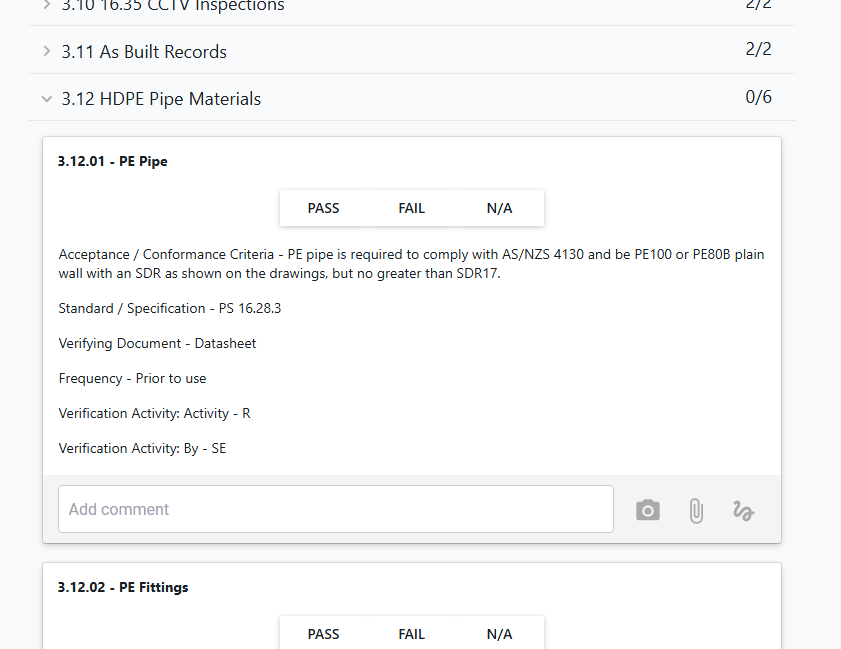 3.10 16.35 CCTV Inspections 2/2
3.11 As Built Records 2/2
3.12 HDPE Pipe Materials 0/6
3.12.01 - PE Pipe
PASS FAIL N/A
Acceptance / Conformance Criteria - PE pipe is required to comply with AS/NZS 4130 and be PE100 or PE80B plain
wall with an SDR as shown on the drawings, but no greater than SDR17.
Standard / Specification - PS 16.28.3
Verifying Document - Datasheet
Frequency - Prior to use
Verification Activity: Activity - R
Verification Activity: By - SE
Add comment
3.12.02 - PE Fittings
PASS FAIL N/A